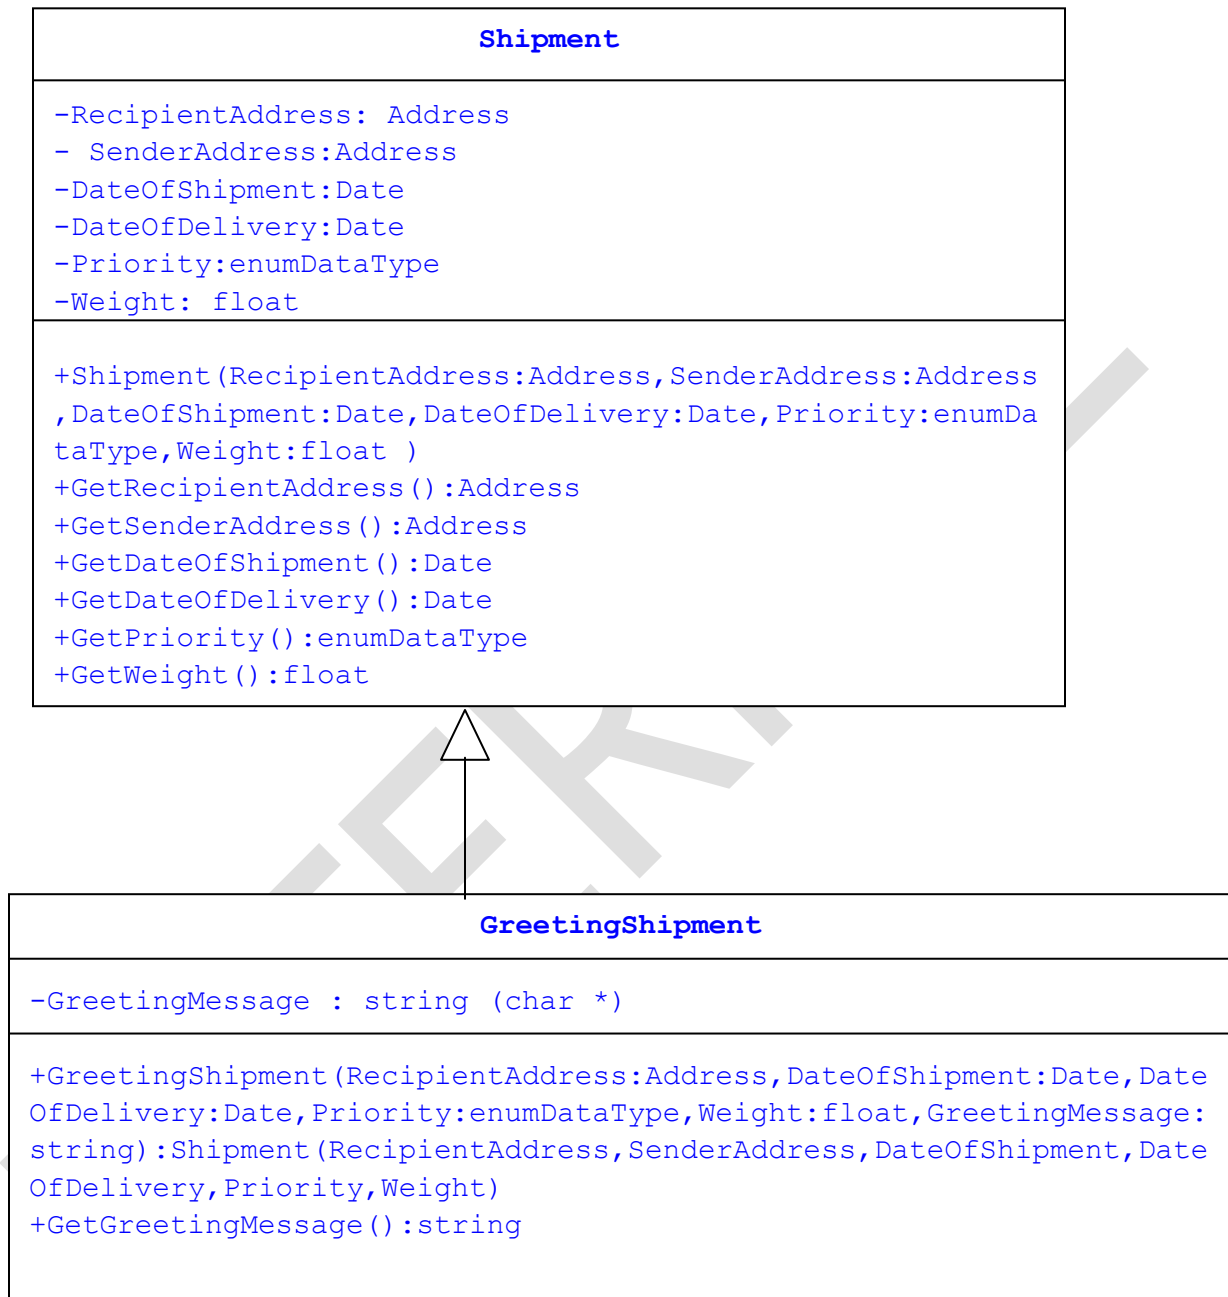 Shipment
-RecipientAddress: Address
- SenderAddress:Address
-DateOfShipment:Date
-DateOfDelivery:Date
-Priority:enumDataType
-Weight: float
+Shipment(RecipientAddress:Address,SenderAddress:Address
,DateOfShipment:Date,DateOfDelivery:Date,Priority:enumDa
taType,Weight:float )
+GetRecipientAddress():Address
+GetSenderAddress():Address
+GetDateOfShipment():Date
+GetDateOfDelivery():Date
+GetPriority():enumDataType
+GetWeight():float
GreetingShipment
-GreetingMessage : string (char *)
+GreetingShipment(RecipientAddress:Address,DateOfShipment:Date,Date
OfDelivery:Date,Priority:enumDataType,Weight:float,GreetingMessage:
string):Shipment(RecipientAddress,SenderAddress,DateOfShipment,Date
OfDelivery,Priority,Weight)
+GetGreetingMessage():string